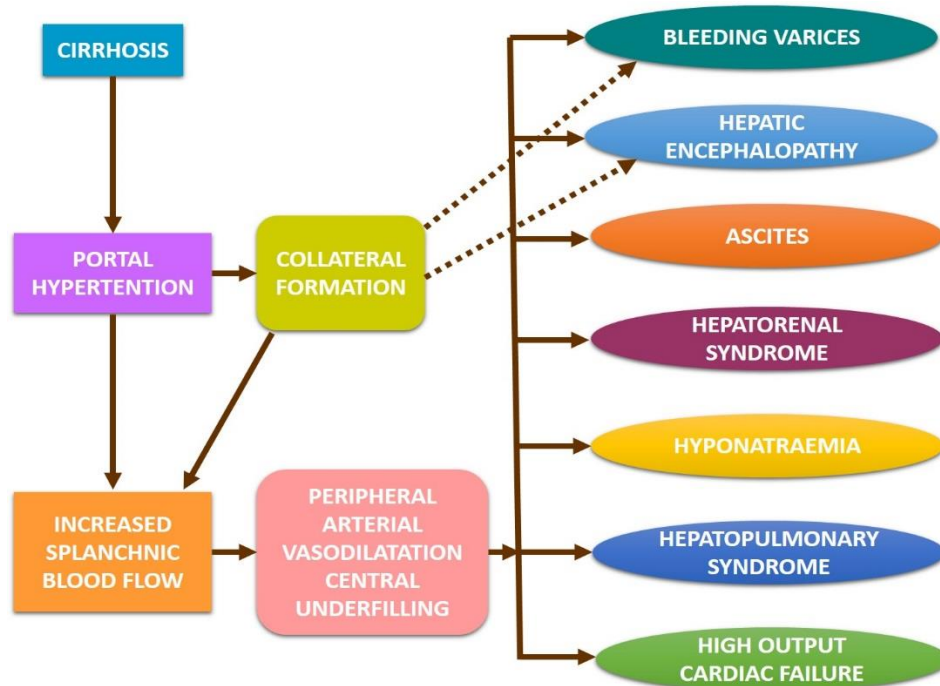 CIRRHOSIS
PORTAL
HYPERTENTION
COLLATERAL
FORMATION
INCREASED
SPLANCHNIC
BLOOD FLOW
PERIPHERAL
ARTERIAL
VASODILATATION
CENTRAL
UNDERFILLING
BLEEDING VARICES
HEPATIC
ENCEPHALOPATHY
ASCITES
HEPATORENAL
SYNDROME
HYPONATRAEMIA
HEPATOPULMONARY
SYNDROME
HIGH OUTPUT
CARDIAC FAILURE